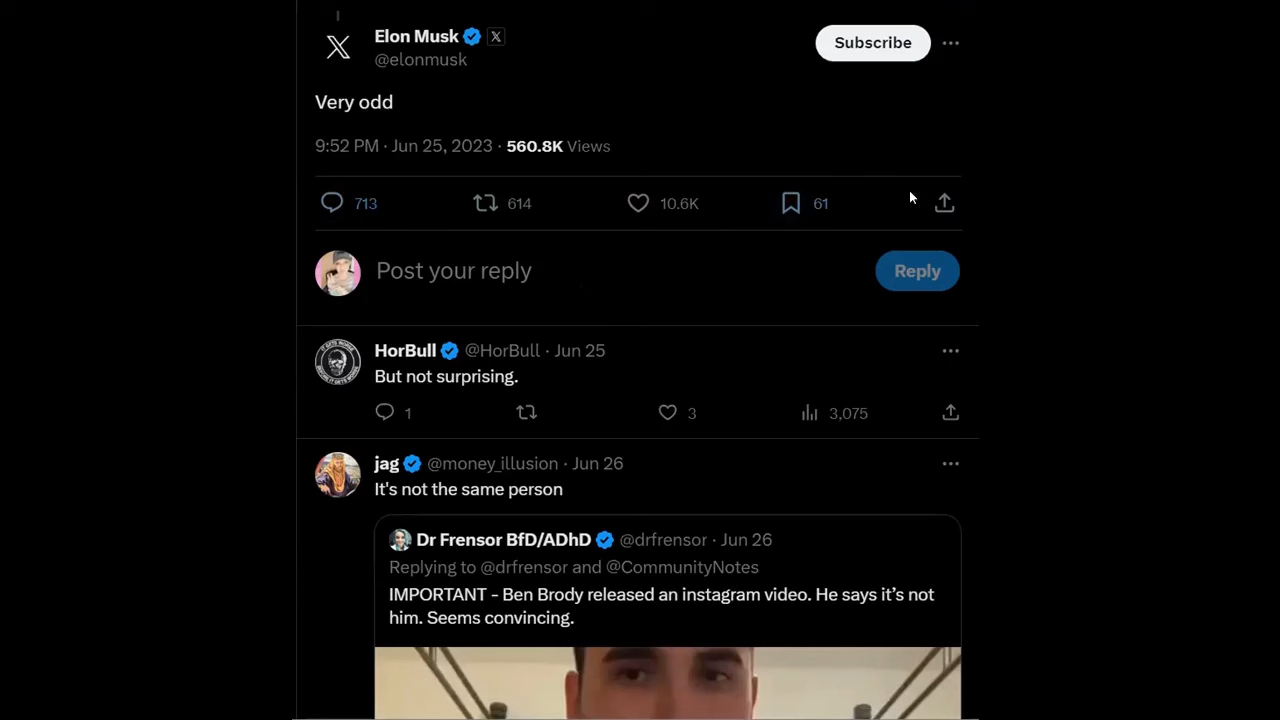 Elon Musk
@elonmusk
Subscribe
Very odd
9:52 PM · Jun 25, 2023 · 560.8K Views
713 614 10.6K 61
Post your reply
Reply
HorBull @HorBull · Jun 25
But not surprising.
1 3 3,075
jag @money_illusion · Jun 26
It's not the same person
Dr Frensor BfD/ADhD @drfrensor · Jun 26
Replying to @drfrensor and @CommunityNotes
IMPORTANT - Ben Brody released an instagram video. He says it’s not
him. Seems convincing.